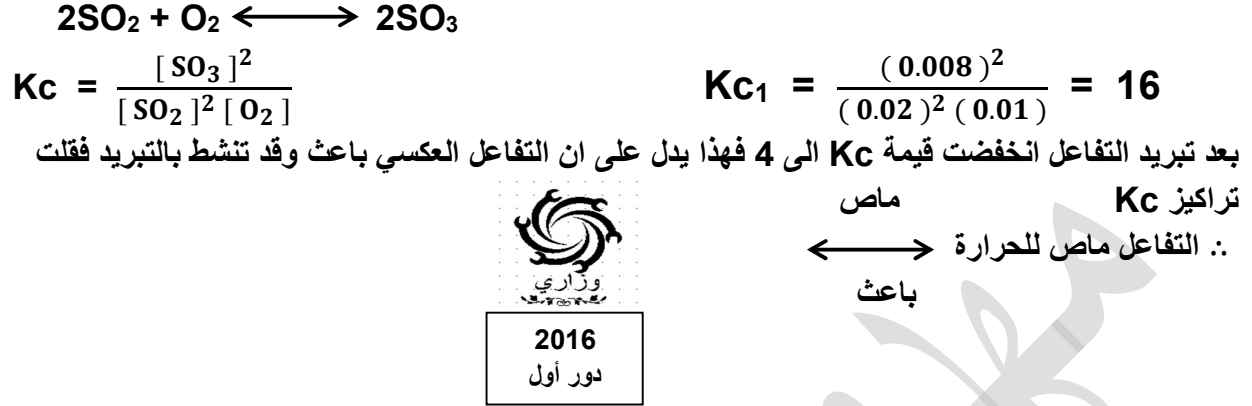 2SO₂ + O₂ ⟷ 2SO₃
Kc = [ SO₃ ]² / [ SO₂ ]² [ O₂ ]    Kc₁ = ( 0.008 )² / ( 0.02 )² ( 0.01 ) = 16
بعد تبريد التفاعل انخفضت قيمة Kc الى 4 فهذا يدل على ان التفاعل العكسي باعث وقد تنشط بالتبريد فقلت
تراكيز Kc    ماص
∴ التفاعل ماص للحرارة ⟷
باعث
وزاري
2016
دور أول